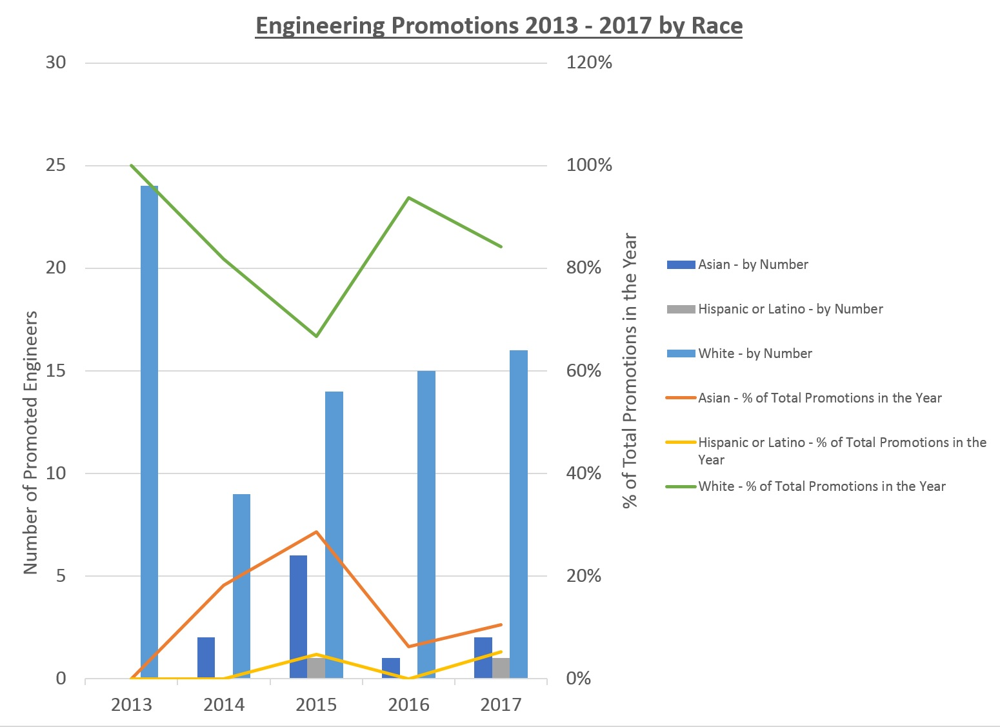 Engineering Promotions 2013 - 2017 by Race
30
25
20
15
10
5
0
Number of Promoted Engineers
2013
2014
2015
2016
2017
120%
100%
80%
60%
40%
20%
0%
% of Total Promotions in the Year
Asian - by Number
Hispanic or Latino - by Number
White - by Number
Asian - % of Total Promotions in the Year
Hispanic or Latino - % of Total Promotions in the
Year
White - % of Total Promotions in the Year